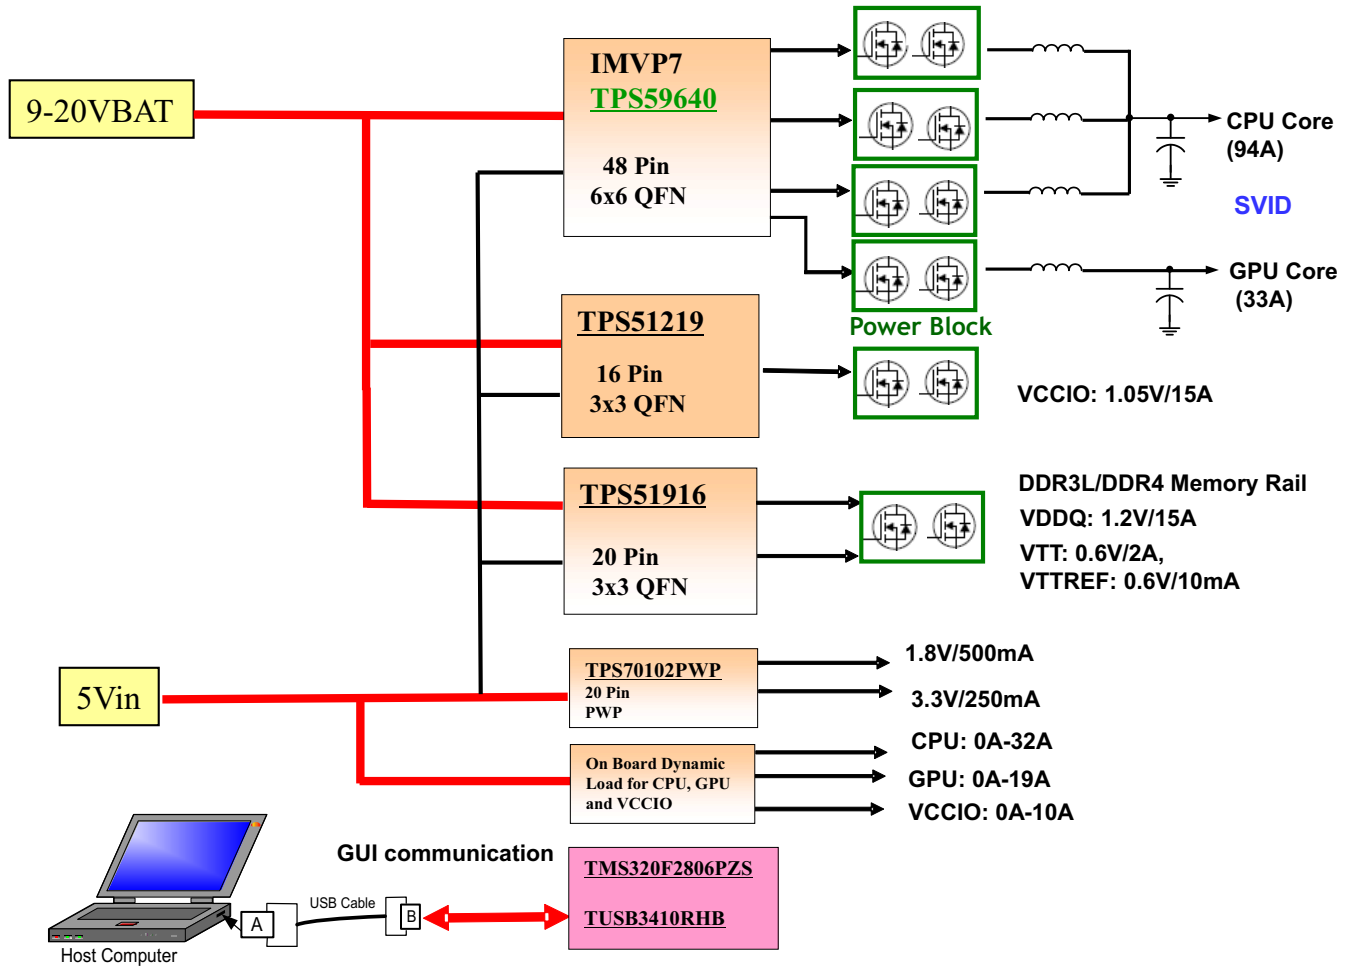 9-20VBAT
IMVP7
TPS59640
48 Pin
6x6 QFN
CPU Core
(94A)
SVID
GPU Core
(33A)
Power Block
TPS51219
16 Pin
3x3 QFN
VCCIO: 1.05V/15A
TPS51916
20 Pin
3x3 QFN
DDR3L/DDR4 Memory Rail
VDDQ: 1.2V/15A
VTT: 0.6V/2A,
VTTREF: 0.6V/10mA
5Vin
TPS70102PWP
20 Pin
PWP
1.8V/500mA
3.3V/250mA
On Board Dynamic
Load for CPU, GPU
and VCCIO
CPU: 0A-32A
GPU: 0A-19A
VCCIO: 0A-10A
GUI communication
USB Cable
A
B
Host Computer
TMS320F2806PZS
TUSB3410RHB